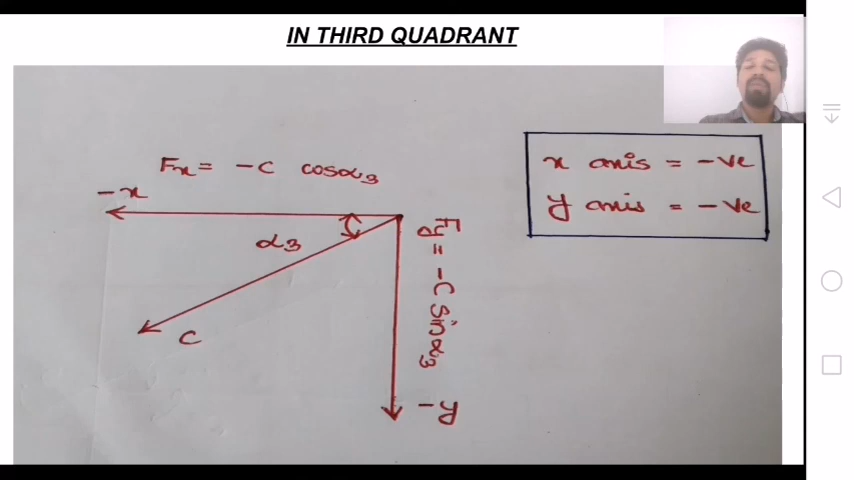 IN THIRD QUADRANT
Fx = -C cosα3
-x
x axis = -ve
y axis = -ve
α3
Fy = -C Sinα3
C
-y